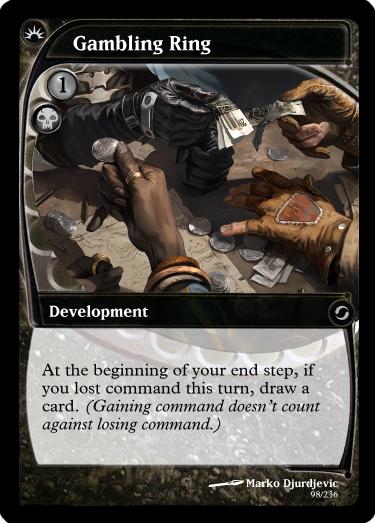 Gambling Ring
1
Development
At the beginning of your end step, if
you lost command this turn, draw a
card. (Gaining command doesn't count
against losing command.)
Marko Djurdjevic
98/236